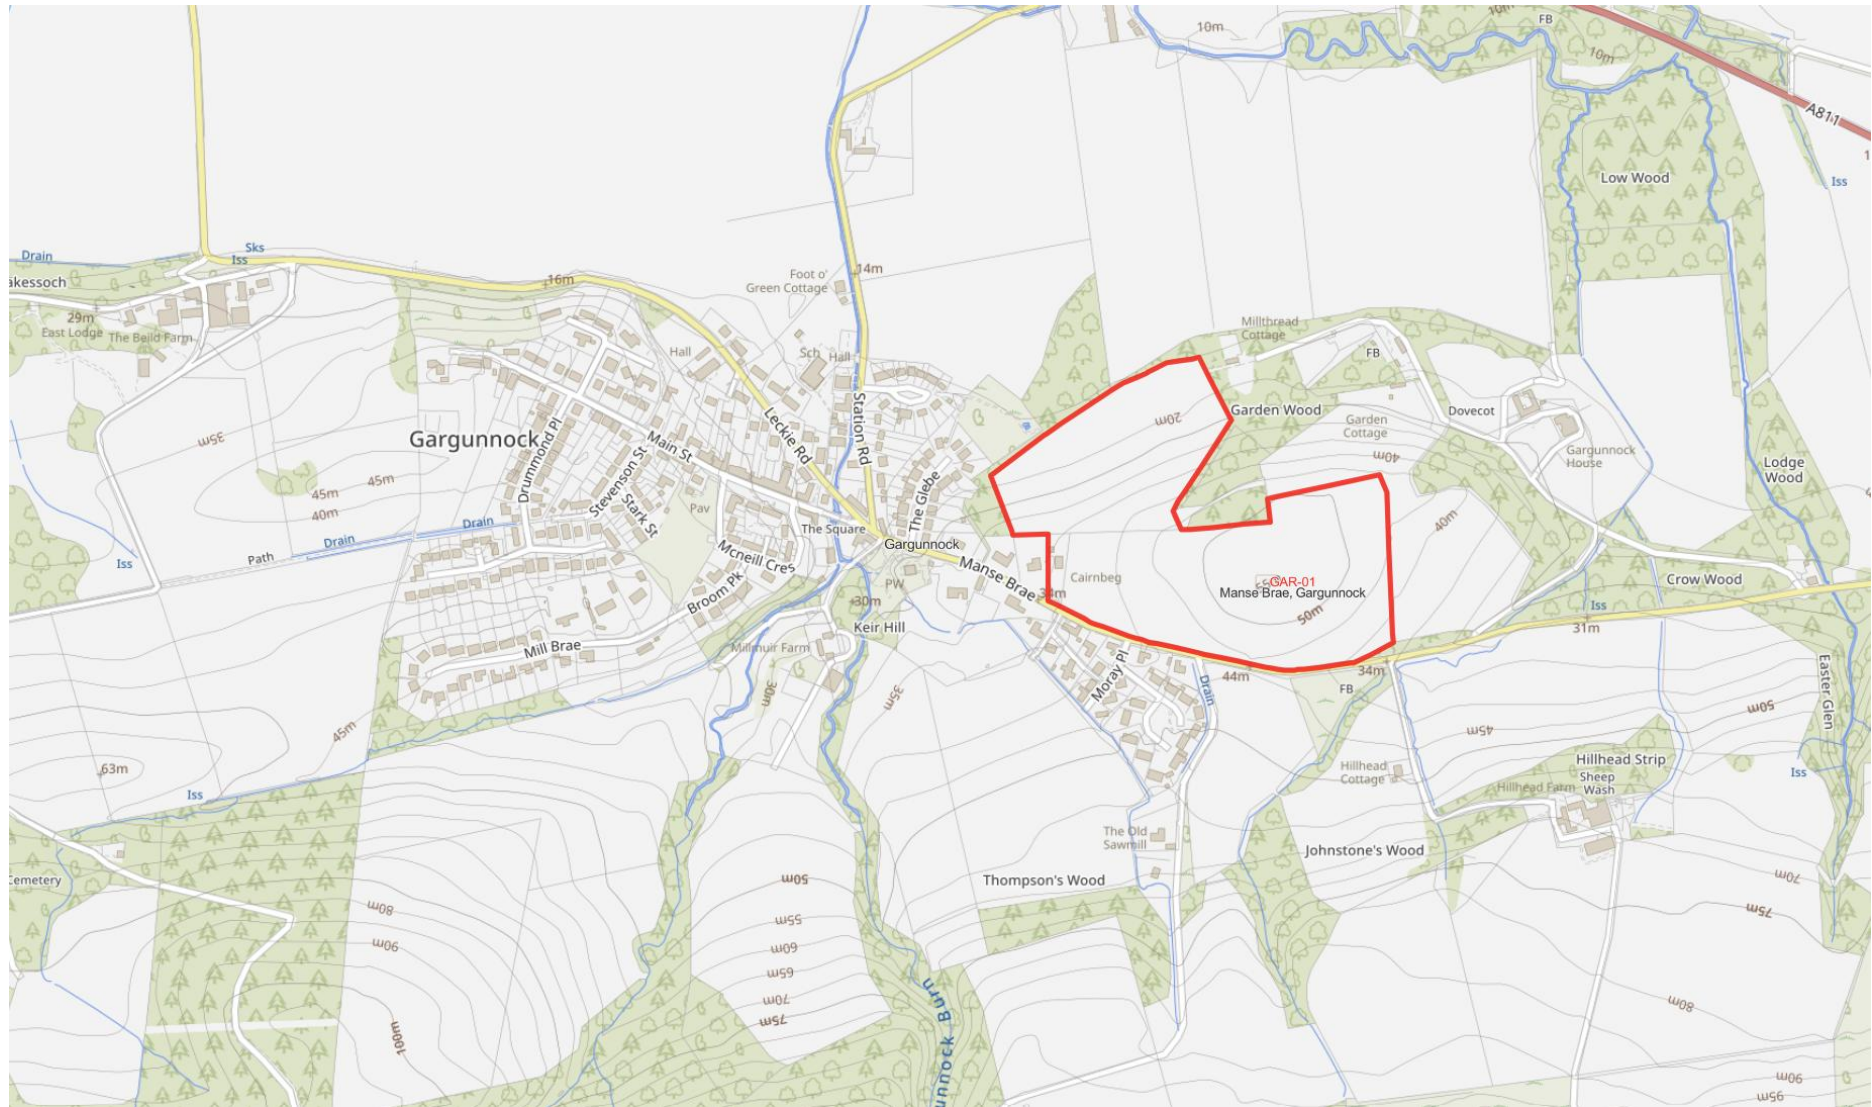 FB
10m
10m
10m
A811
Low Wood
Iss
Sks
Drain
Iss
14m
Foot o'
Green Cottage
16m
29m
East Lodge
The Beild Farm
Millthread
Cottage
Hall
Sch
Hall
FB
20m
Garden Wood
Dovecot
Garden
Cottage
Leckie Rd
Station Rd
35m
Gargunnock
Main St
Drummond Pl
Stevenson St
Stark St
40m
Gargunnock
House
Lodge
Wood
45m
45m
40m
The Glebe
Pav
40m
Drain
Drain
The Square
Gargunnock
Path
Iss
Mcneill Cres
Manse Brae
PW
Cairnbeg
GAR-01
Manse Brae, Gargunnock
50m
Crow Wood
34m
30m
Broom Pk
Keir Hill
Iss
31m
Mill Brae
Millmuir Farm
30m
35m
Moray Pl
Drain
44m
34m
FB
Easter Glen
50m
45m
45m
63m
Iss
Hillhead
Cottage
Hillhead Strip
Sheep
Wash
Hillhead Farm
Iss
The Old
Sawmill
Johnstone's Wood
Cemetery
Thompson's Wood
50m
70m
80m
55m
75m
90m
60m
65m
70m
75m
80m
100m
unnock Burn
90m
95m